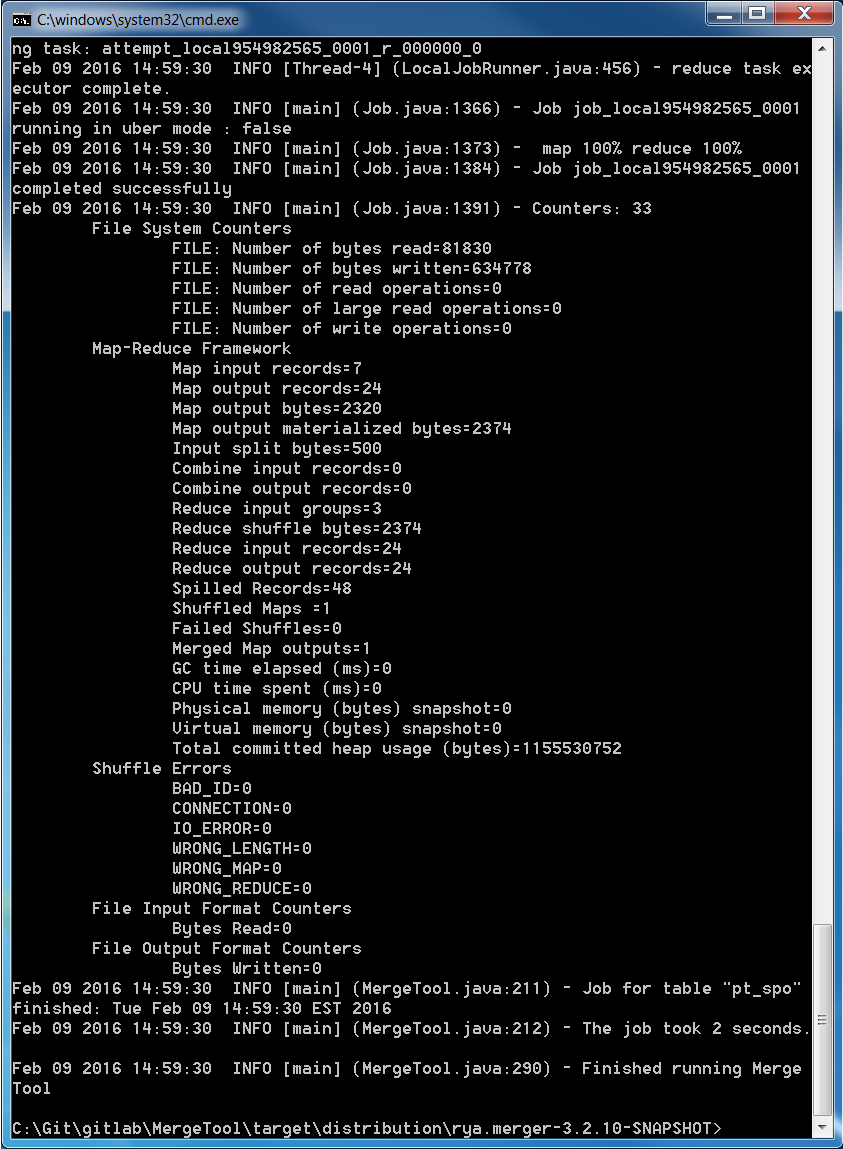 C:\windows\system32\cmd.exe
ng task: attempt_local954982565_0001_r_000000_0
Feb 09 2016 14:59:30  INFO [Thread-4] (LocalJobRunner.java:456) - reduce task ex
ecutor complete.
Feb 09 2016 14:59:30  INFO [main] (Job.java:1366) - Job job_local954982565_0001
running in uber mode : false
Feb 09 2016 14:59:30  INFO [main] (Job.java:1373) -  map 100% reduce 100%
Feb 09 2016 14:59:30  INFO [main] (Job.java:1384) - Job job_local954982565_0001
completed successfully
Feb 09 2016 14:59:30  INFO [main] (Job.java:1391) - Counters: 33
File System Counters
FILE: Number of bytes read=81830
FILE: Number of bytes written=634778
FILE: Number of read operations=0
FILE: Number of large read operations=0
FILE: Number of write operations=0
Map-Reduce Framework
Map input records=7
Map output records=24
Map output bytes=2320
Map output materialized bytes=2374
Input split bytes=500
Combine input records=0
Combine output records=0
Reduce input groups=3
Reduce shuffle bytes=2374
Reduce input records=24
Reduce output records=24
Spilled Records=48
Shuffled Maps =1
Failed Shuffles=0
Merged Map outputs=1
GC time elapsed (ms)=0
CPU time spent (ms)=0
Physical memory (bytes) snapshot=0
Virtual memory (bytes) snapshot=0
Total committed heap usage (bytes)=1155530752
Shuffle Errors
BAD_ID=0
CONNECTION=0
IO_ERROR=0
WRONG_LENGTH=0
WRONG_MAP=0
WRONG_REDUCE=0
File Input Format Counters
Bytes Read=0
File Output Format Counters
Bytes Written=0
Feb 09 2016 14:59:30  INFO [main] (MergeTool.java:211) - Job for table "pt_spo"
finished: Tue Feb 09 14:59:30 EST 2016
Feb 09 2016 14:59:30  INFO [main] (MergeTool.java:212) - The job took 2 seconds.
Feb 09 2016 14:59:30  INFO [main] (MergeTool.java:290) - Finished running Merge
Tool
C:\Git\gitlab\MergeTool\target\distribution\rya.merger-3.2.10-SNAPSHOT>